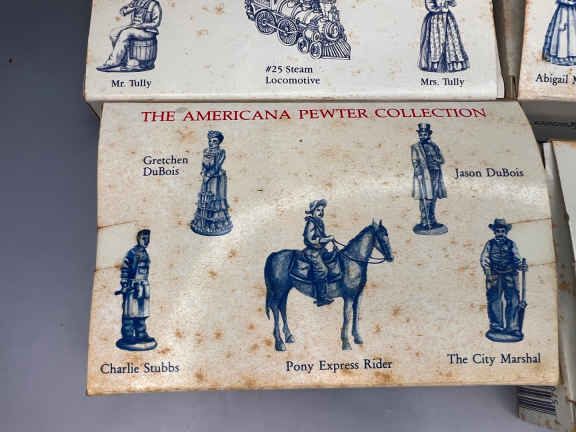 Mr. Tully
#25 Steam
Locomotive
Mrs. Tully
Abigail
THE AMERICANA PEWTER COLLECTION
Gretchen
DuBois
Jason DuBois
Charlie Stubbs
Pony Express Rider
The City Marshal